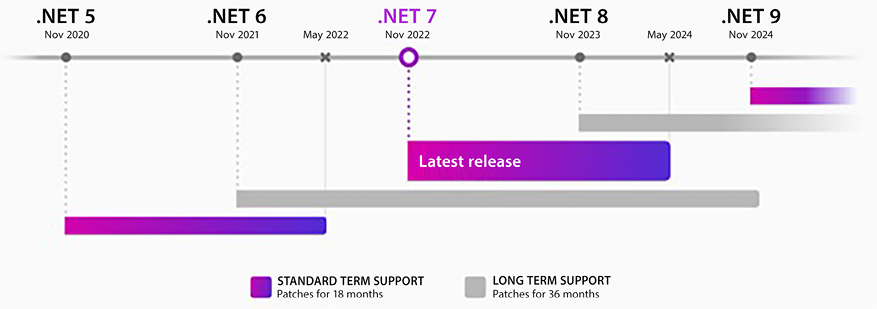 .NET 5
Nov 2020
.NET 6
Nov 2021
May 2022
.NET 7
Nov 2022
.NET 8
Nov 2023
May 2024
.NET 9
Nov 2024
Latest release
STANDARD TERM SUPPORT
Patches for 18 months
LONG TERM SUPPORT
Patches for 36 months